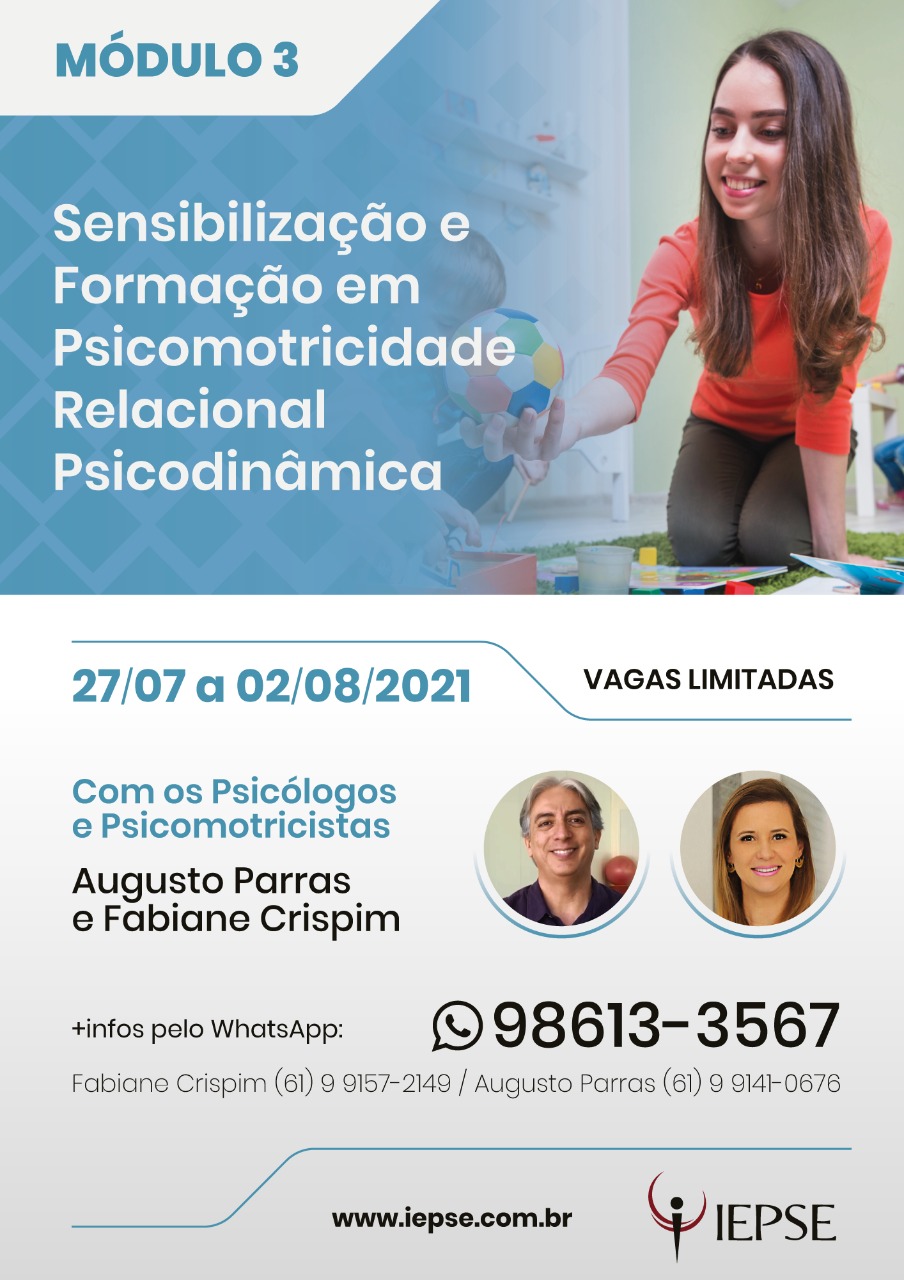 MÓDULO 3
Sensibilização e
Formação em
Psicomotricidade
Relacional
Psicodinâmica
27/07 a 02/08/2021
VAGAS LIMITADAS
Com os Psicólogos
e Psicomotricistas
Augusto Parras
e Fabiane Crispim
+infos pelo WhatsApp:
98613-3567
Fabiane Crispim (61) 9 9157-2149 / Augusto Parras (61) 9 9141-0676
www.iepse.com.br
IEPSE